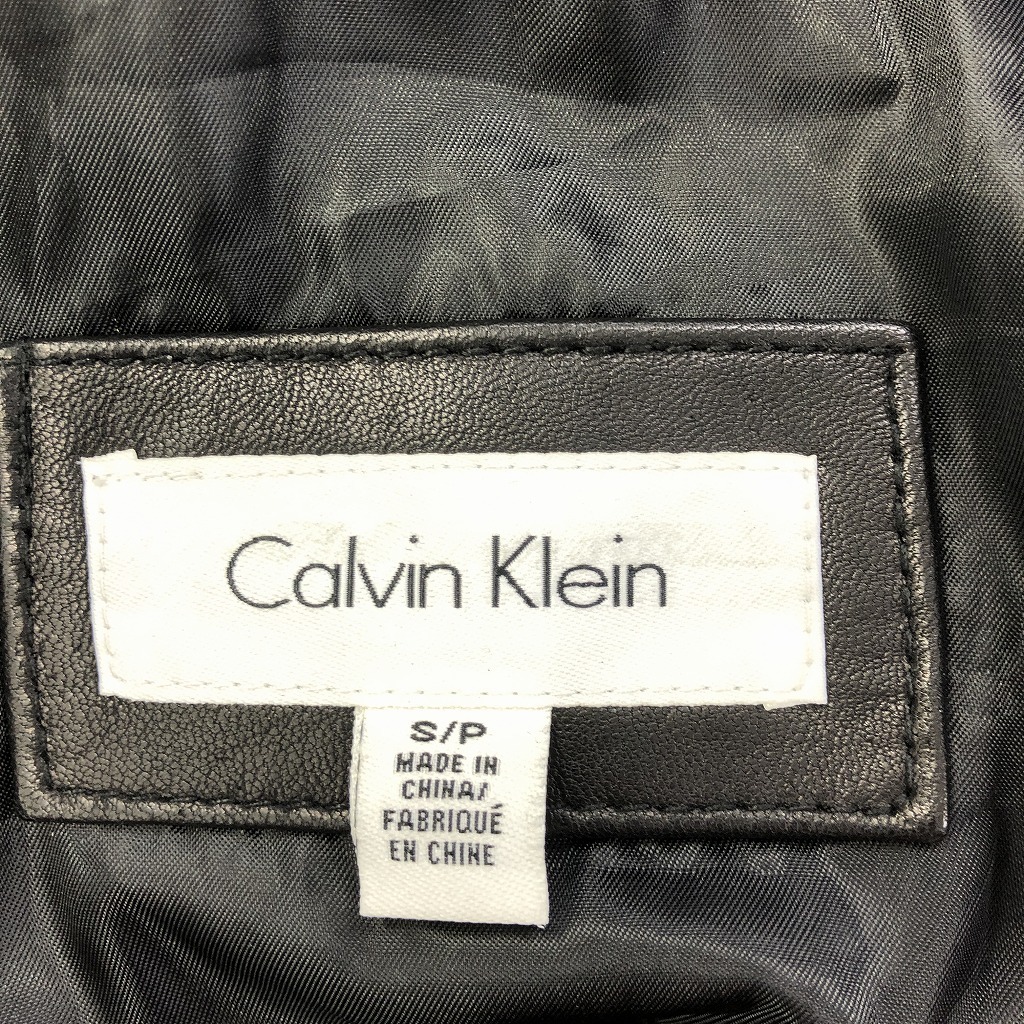 Calvin Klein
S/P
MADE IN
CHINA/
FABRIQUÉ
EN CHINE